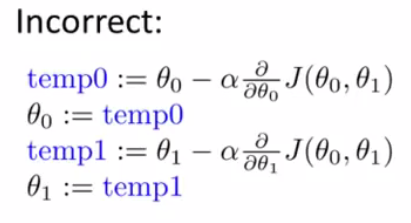 Incorrect:
temp0 := θ₀ − α ∂/∂θ₀ J(θ₀, θ₁)
θ₀ := temp0
temp1 := θ₁ − α ∂/∂θ₁ J(θ₀, θ₁)
θ₁ := temp1